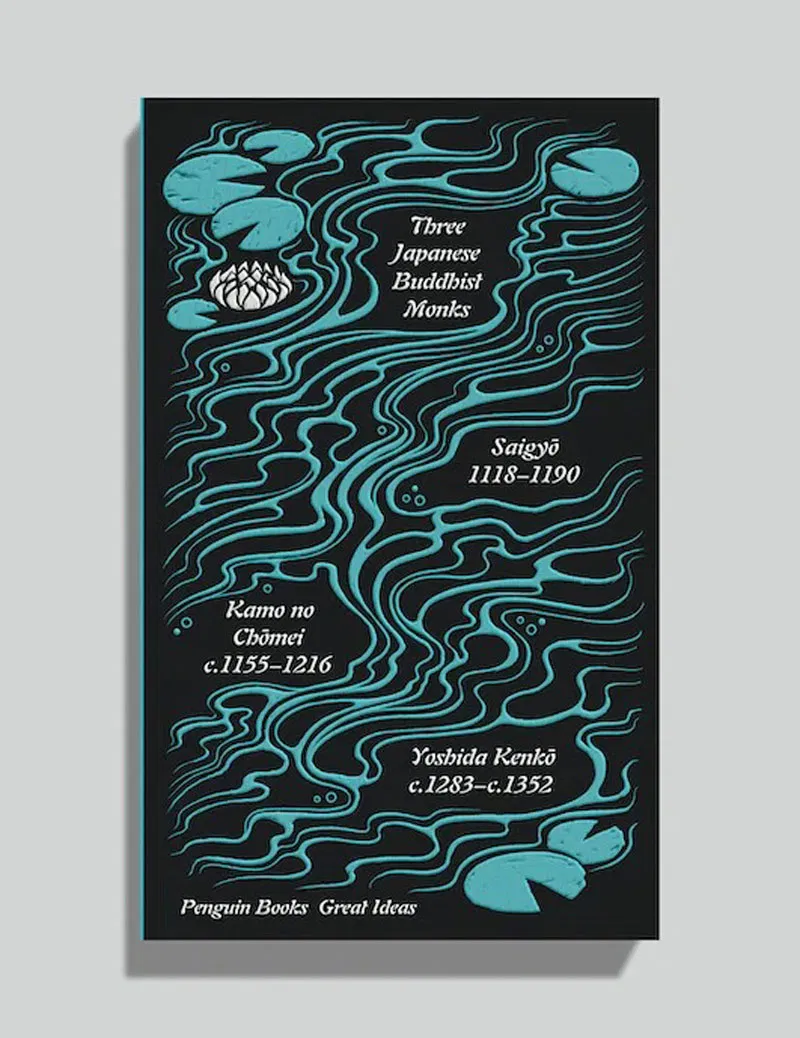 Three
Japanese
Buddhist
Monks
Saigyō
1118–1190
Kamo no
Chōmei
c.1155–1216
Yoshida Kenkō
c.1283–c.1352
Penguin Books Great Ideas